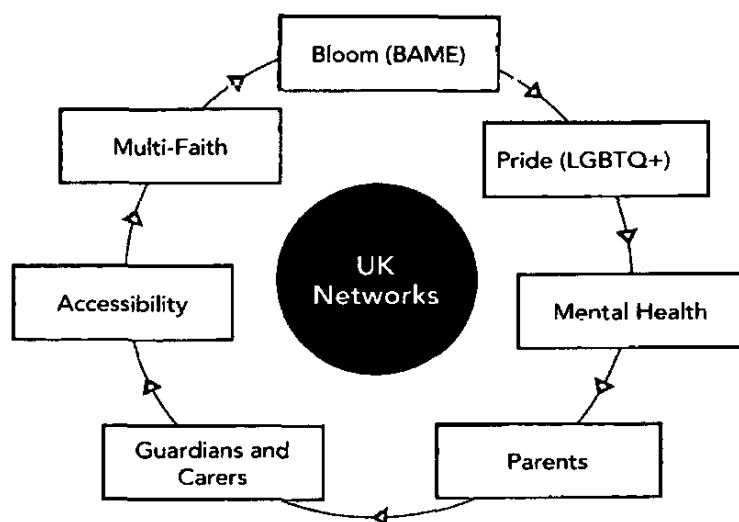 Bloom (BAME)
Pride (LGBTQ+)
Mental Health
Parents
Guardians and
Carers
Accessibility
Multi-Faith
UK
Networks